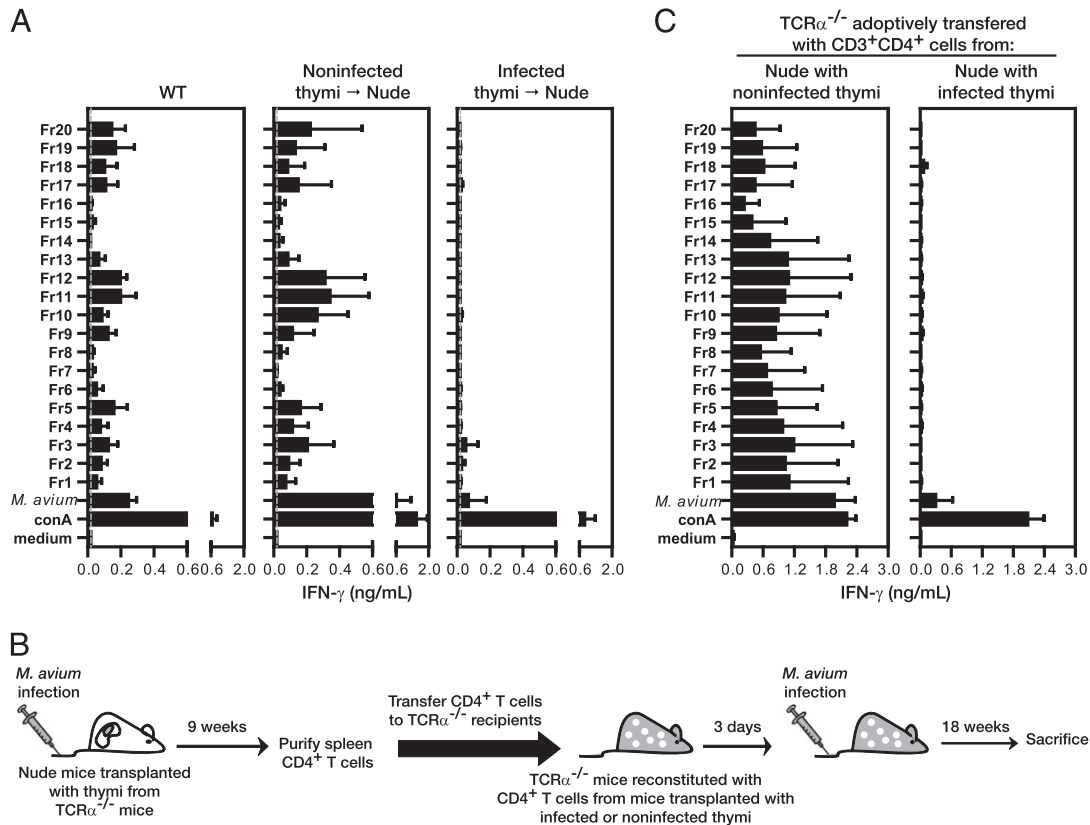 A
WT
Noninfected
thymi → Nude
Infected
thymi → Nude
Fr20
Fr19
Fr18
Fr17
Fr16
Fr15
Fr14
Fr13
Fr12
Fr11
Fr10
Fr9
Fr8
Fr7
Fr6
Fr5
Fr4
Fr3
Fr2
Fr1
M. avium
conA
medium
0.0 0.2 0.4 0.6 0.6 2.0
0.0 0.2 0.4 0.6 0.6 2.0
0.0 0.2 0.4 0.6 0.6 2.0
IFN-γ (ng/mL)
C
TCRα-/- adoptively transfered
with CD3+CD4+ cells from:
Nude with
noninfected thymi
Nude with
infected thymi
Fr20
Fr19
Fr18
Fr17
Fr16
Fr15
Fr14
Fr13
Fr12
Fr11
Fr10
Fr9
Fr8
Fr7
Fr6
Fr5
Fr4
Fr3
Fr2
Fr1
M. avium
conA
medium
0.0 0.6 1.2 1.8 2.4 3.0
0.0 0.6 1.2 1.8 2.4 3.0
IFN-γ (ng/mL)
B
M. avium
infection
Nude mice transplanted
with thymi from
TCRα-/- mice
9 weeks
Purify spleen
CD4+ T cells
Transfer CD4+ T cells
to TCRα-/- recipients
TCRα-/- mice reconstituted with
CD4+ T cells from mice transplanted with
infected or noninfected thymi
3 days
M. avium
infection
18 weeks
Sacrifice